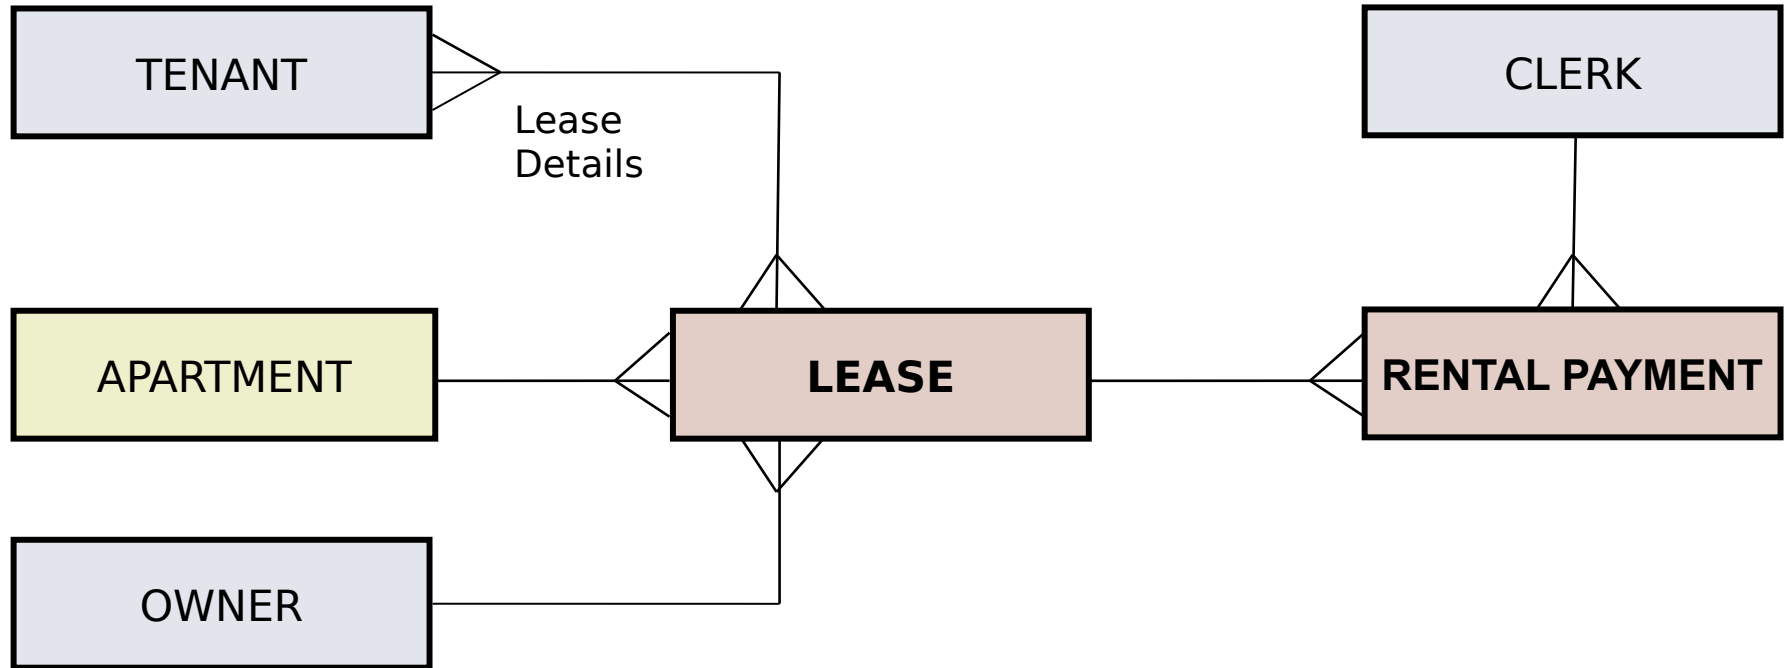 TENANT
CLERK
Lease
Details
APARTMENT
LEASE
RENTAL PAYMENT
OWNER